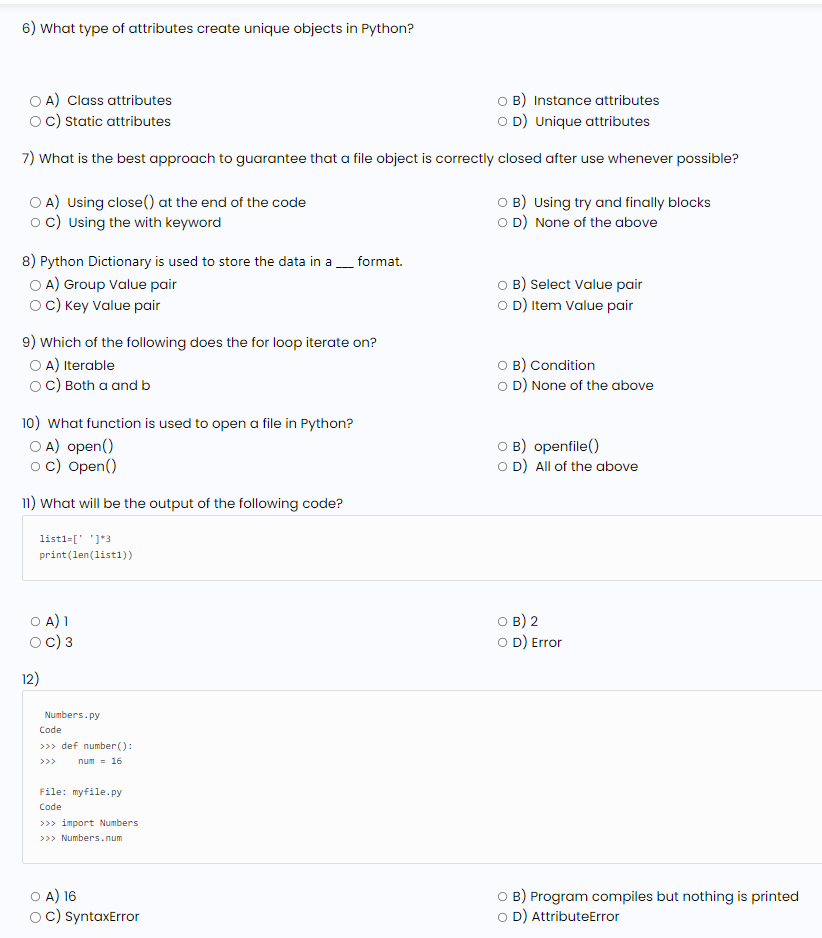 6) What type of attributes create unique objects in Python?
A) Class attributes
B) Instance attributes
C) Static attributes
D) Unique attributes
7) What is the best approach to guarantee that a file object is correctly closed after use whenever possible?
A) Using close() at the end of the code
B) Using try and finally blocks
C) Using the with keyword
D) None of the above
8) Python Dictionary is used to store the data in a ___ format.
A) Group Value pair
B) Select Value pair
C) Key Value pair
D) Item Value pair
9) Which of the following does the for loop iterate on?
A) Iterable
B) Condition
C) Both a and b
D) None of the above
10) What function is used to open a file in Python?
A) open()
B) openfile()
C) Open()
D) All of the above
11) What will be the output of the following code?
list1=[' ']*3
print(len(list1))
A) 1
B) 2
C) 3
D) Error
12)
Numbers.py
Code
>>> def number():
>>>    num = 16
File: myfile.py
Code
>>> import Numbers
>>> Numbers.num
A) 16
B) Program compiles but nothing is printed
C) SyntaxError
D) AttributeError